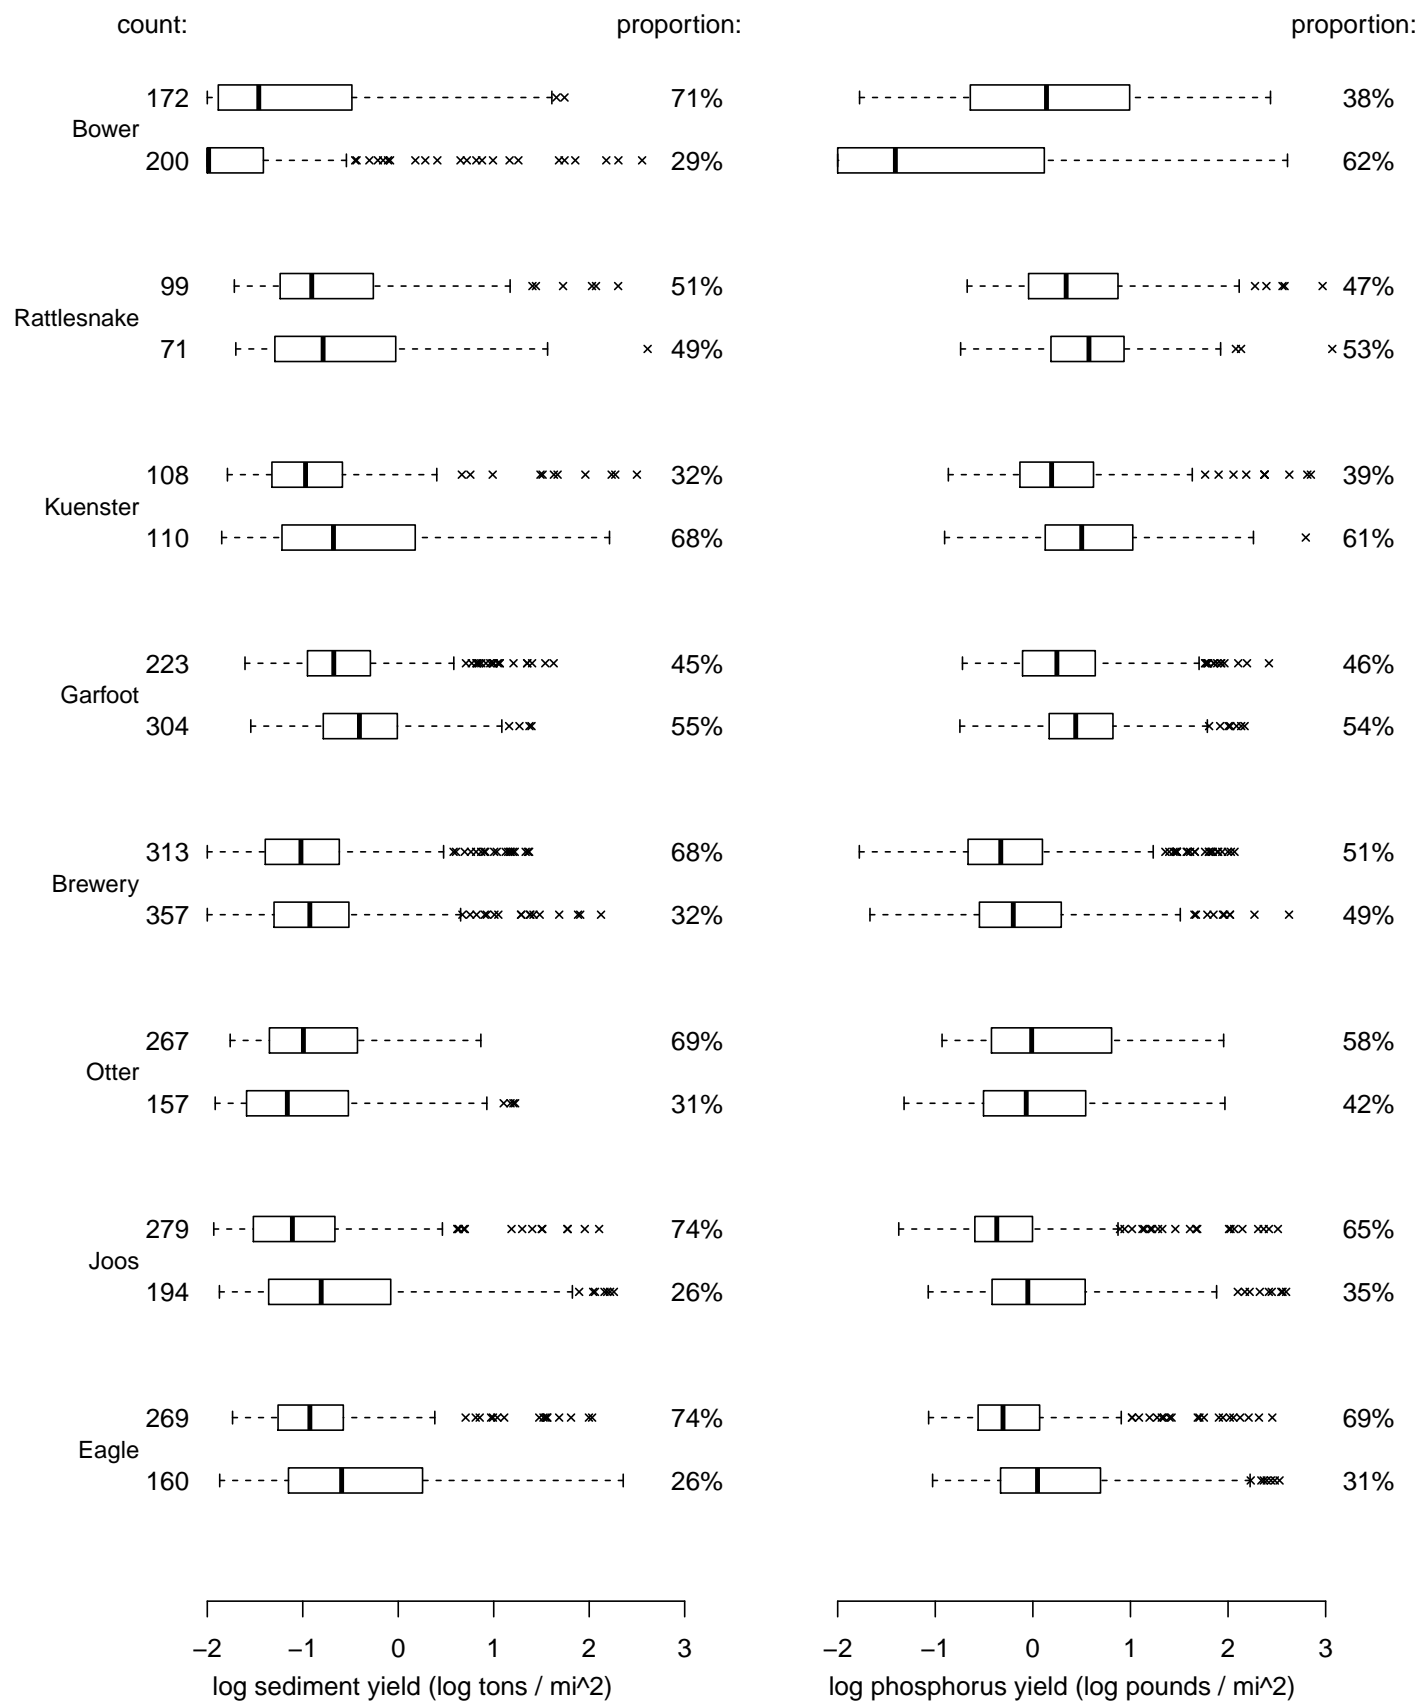 count: proportion: proportion:
172 71% 38%
Bower
200 29% 62%
99 51% 47%
Rattlesnake
71 49% 53%
108 32% 39%
Kuenster
110 68% 61%
223 45% 46%
Garfoot
304 55% 54%
313 68% 51%
Brewery
357 32% 49%
267 69% 58%
Otter
157 31% 42%
279 74% 65%
Joos
194 26% 35%
269 74% 69%
Eagle
160 26% 31%
−2 −1 0 1 2 3 −2 −1 0 1 2 3
log sediment yield (log tons / mi^2) log phosphorus yield (log pounds / mi^2)